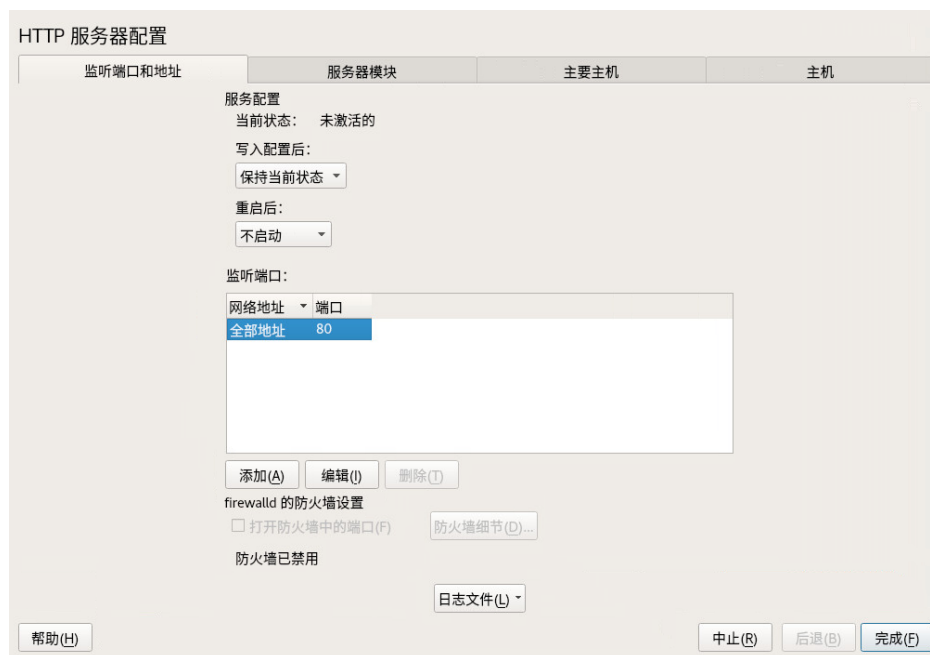 HTTP 服务器配置
监听端口和地址 服务器模块 主要主机 主机
服务配置
当前状态： 未激活的
写入配置后：
保持当前状态
重启后：
不启动
监听端口：
网络地址 端口
全部地址 80
添加(A) 编辑(I) 删除(T)
firewalld 的防火墙设置
打开防火墙中的端口(F) 防火墙细节(D)...
防火墙已禁用
日志文件(L)
帮助(H) 中止(R) 后退(B) 完成(F)